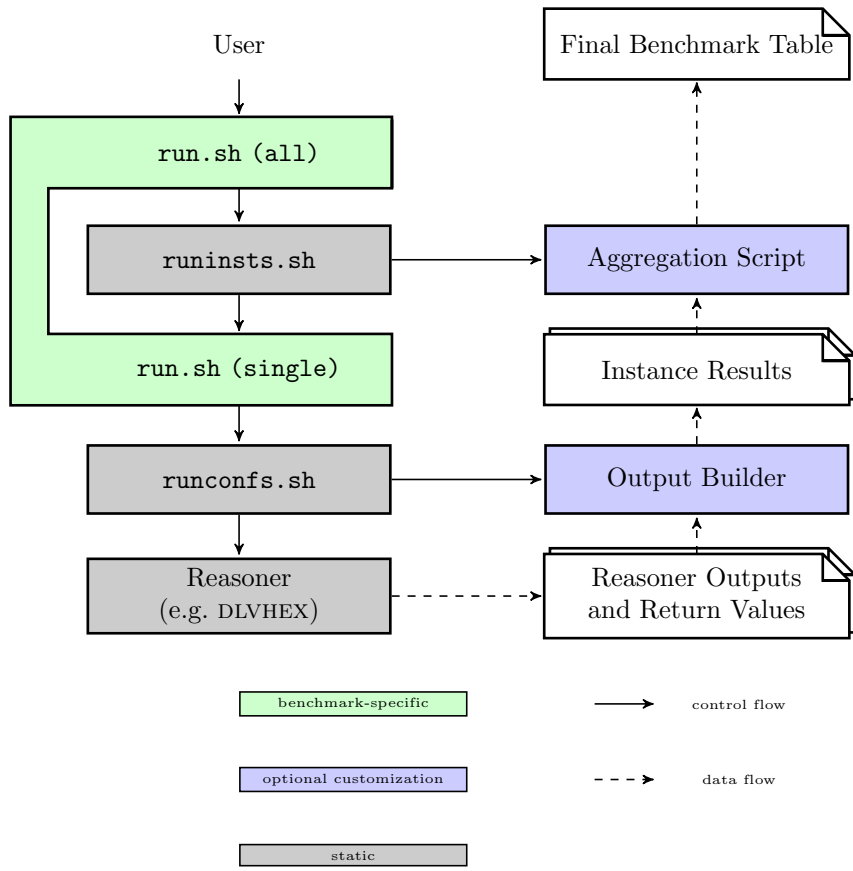 User
Final Benchmark Table
run.sh (all)
runinsts.sh
Aggregation Script
run.sh (single)
Instance Results
runconfs.sh
Output Builder
Reasoner
(e.g. DLVHEX)
Reasoner Outputs
and Return Values
benchmark-specific
control flow
optional customization
data flow
static